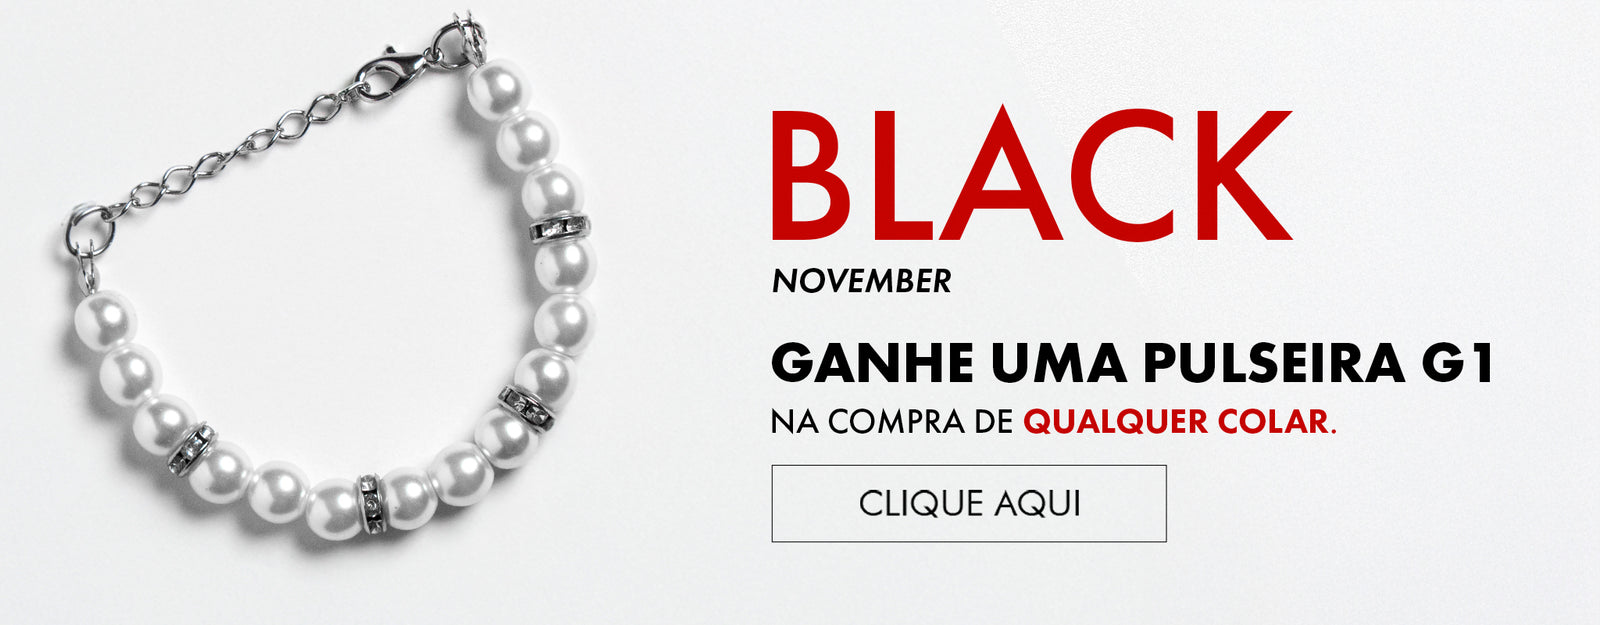 BLACK
NOVEMBER
GANHE UMA PULSEIRA G1
NA COMPRA DE QUALQUER COLAR.
CLIQUE AQUI